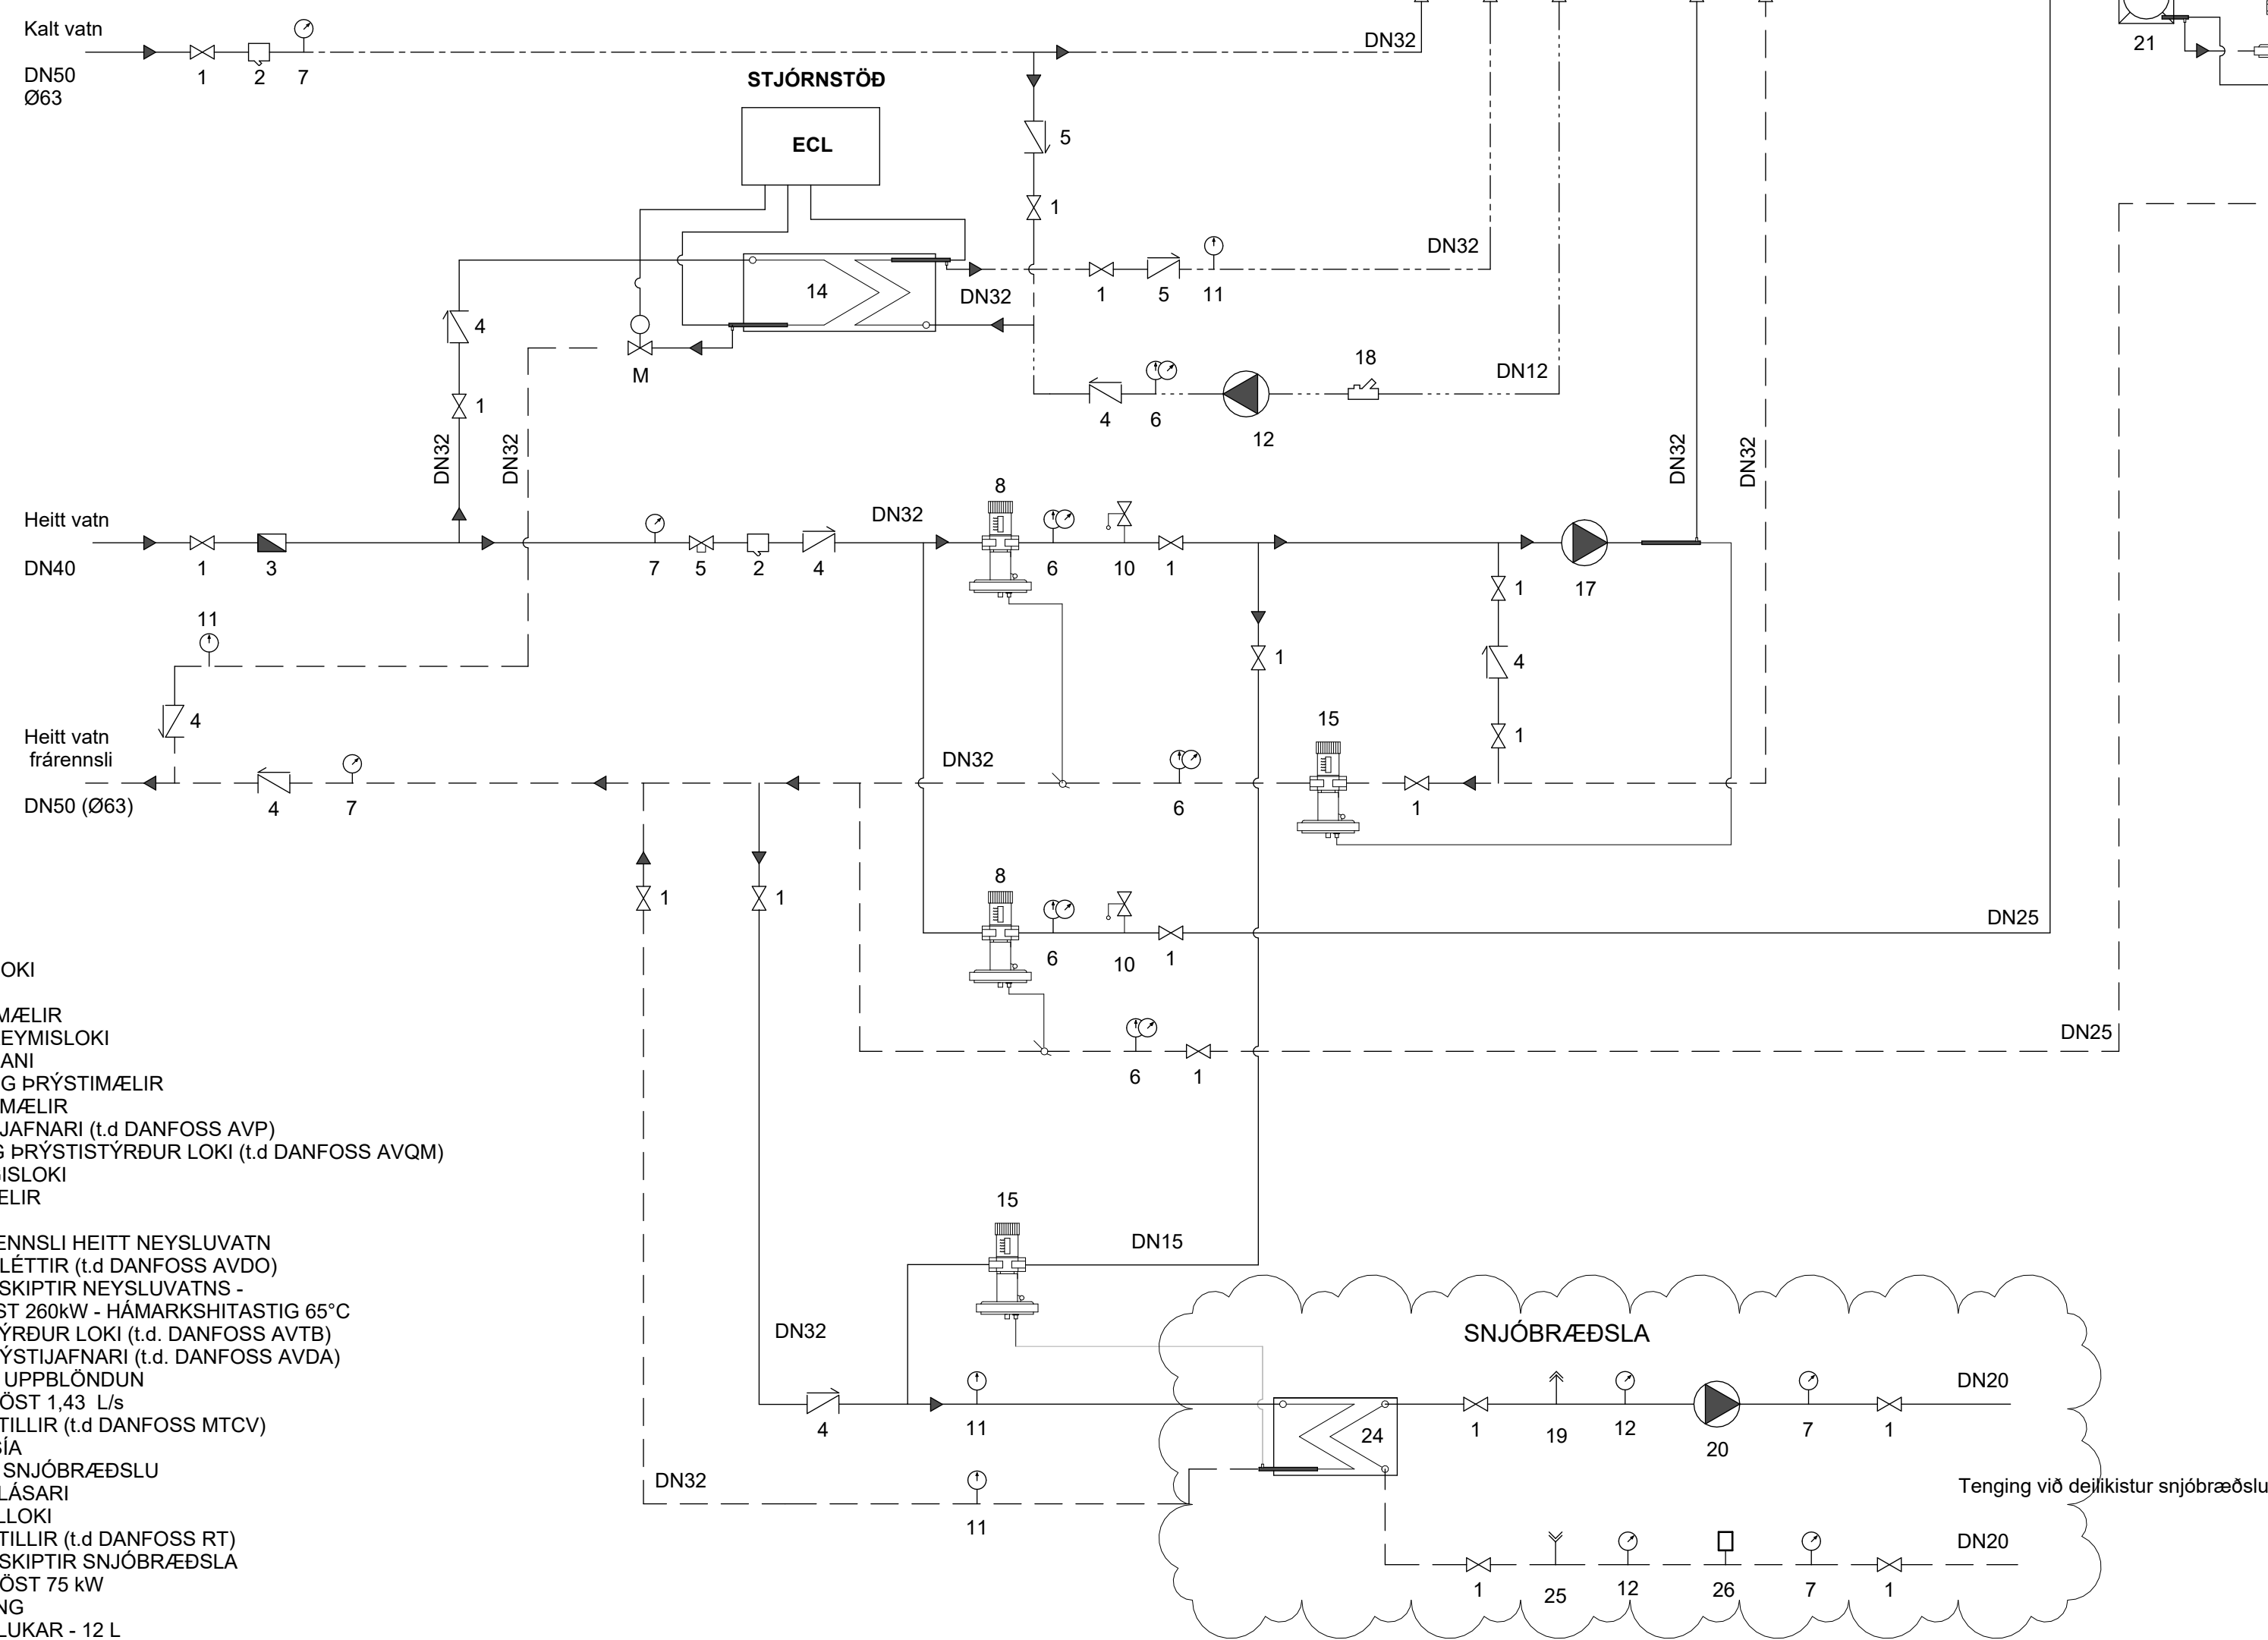 Kalt vatn
DN50
Ø63
1
2
7
DN32
21
STJÓRNSTÖÐ
ECL
5
1
DN32
14
DN32
1
5
11
4
M
18
DN12
1
4
6
12
DN32
DN32
DN32
DN32
8
DN32
Heitt vatn
DN40
1
3
7
5
2
4
6
10
1
17
1
11
1
4
4
15
1
Heitt vatn
frárennsli
DN50 (Ø63)
4
7
DN32
6
1
1
1
8
DN25
6
10
1
DN25
6
1
OKI
MÆLIR
EYMISLOKI
ANI
G ÞRÝSTIMÆLIR
MÆLIR
JAFNARI (t.d DANFOSS AVP)
G ÞRÝSTISTÝRÐUR LOKI (t.d DANFOSS AVQM)
GISLOKI
ÆLIR
ENNSLI HEITT NEYSLUVATN
LÉTTIR (t.d DANFOSS AVDO)
SKIPTIR NEYSLUVATNS -
ST 260kW - HÁMARKSHITASTIG 65°C
ÝRÐUR LOKI (t.d. DANFOSS AVTB)
ÝSTIJAFNARI (t.d. DANFOSS AVDA)
UPPBLÖNDUN
ÖST 1,43 L/s
TILLIR (t.d DANFOSS MTCV)
SÍA
SNJÓBRÆÐSLU
LÁSARI
LLOKI
TILLIR (t.d DANFOSS RT)
SKIPTIR SNJÓBRÆÐSLA
ÖST 75 kW
NG
LUKAR - 12 L
15
DN15
DN32
4
11
DN32
11
SNJÓBRÆÐSLA
24
1
19
12
20
7
1
DN20
Tenging við deilikistur snjóbræðslu
DN20
1
25
12
26
7
1